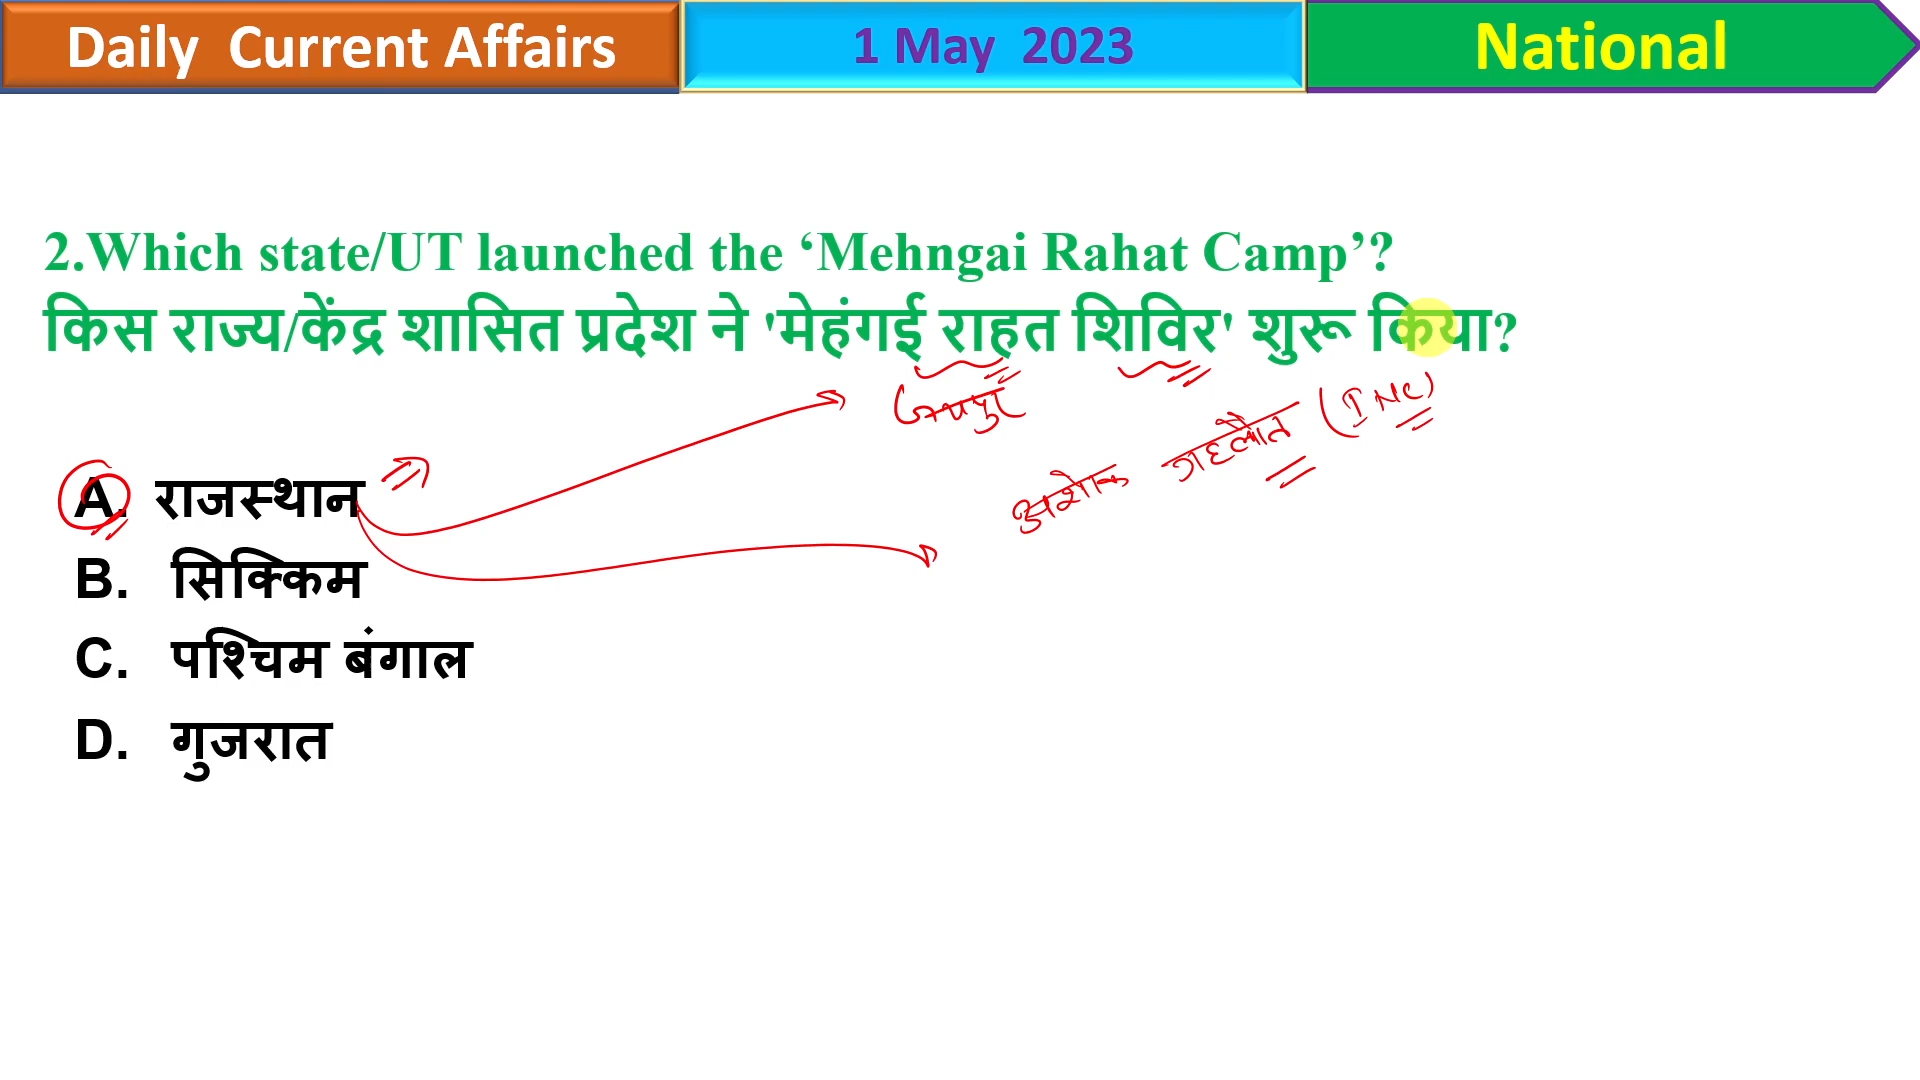 Daily Current Affairs
1 May 2023
National
2.Which state/UT launched the ‘Mehngai Rahat Camp’?
किस राज्य/केंद्र शासित प्रदेश ने 'मेहंगई राहत शिविर' शुरू किया?
जयपुर
अशोक गहलोत (INC)
A. राजस्थान
B. सिक्किम
C. पश्चिम बंगाल
D. गुजरात